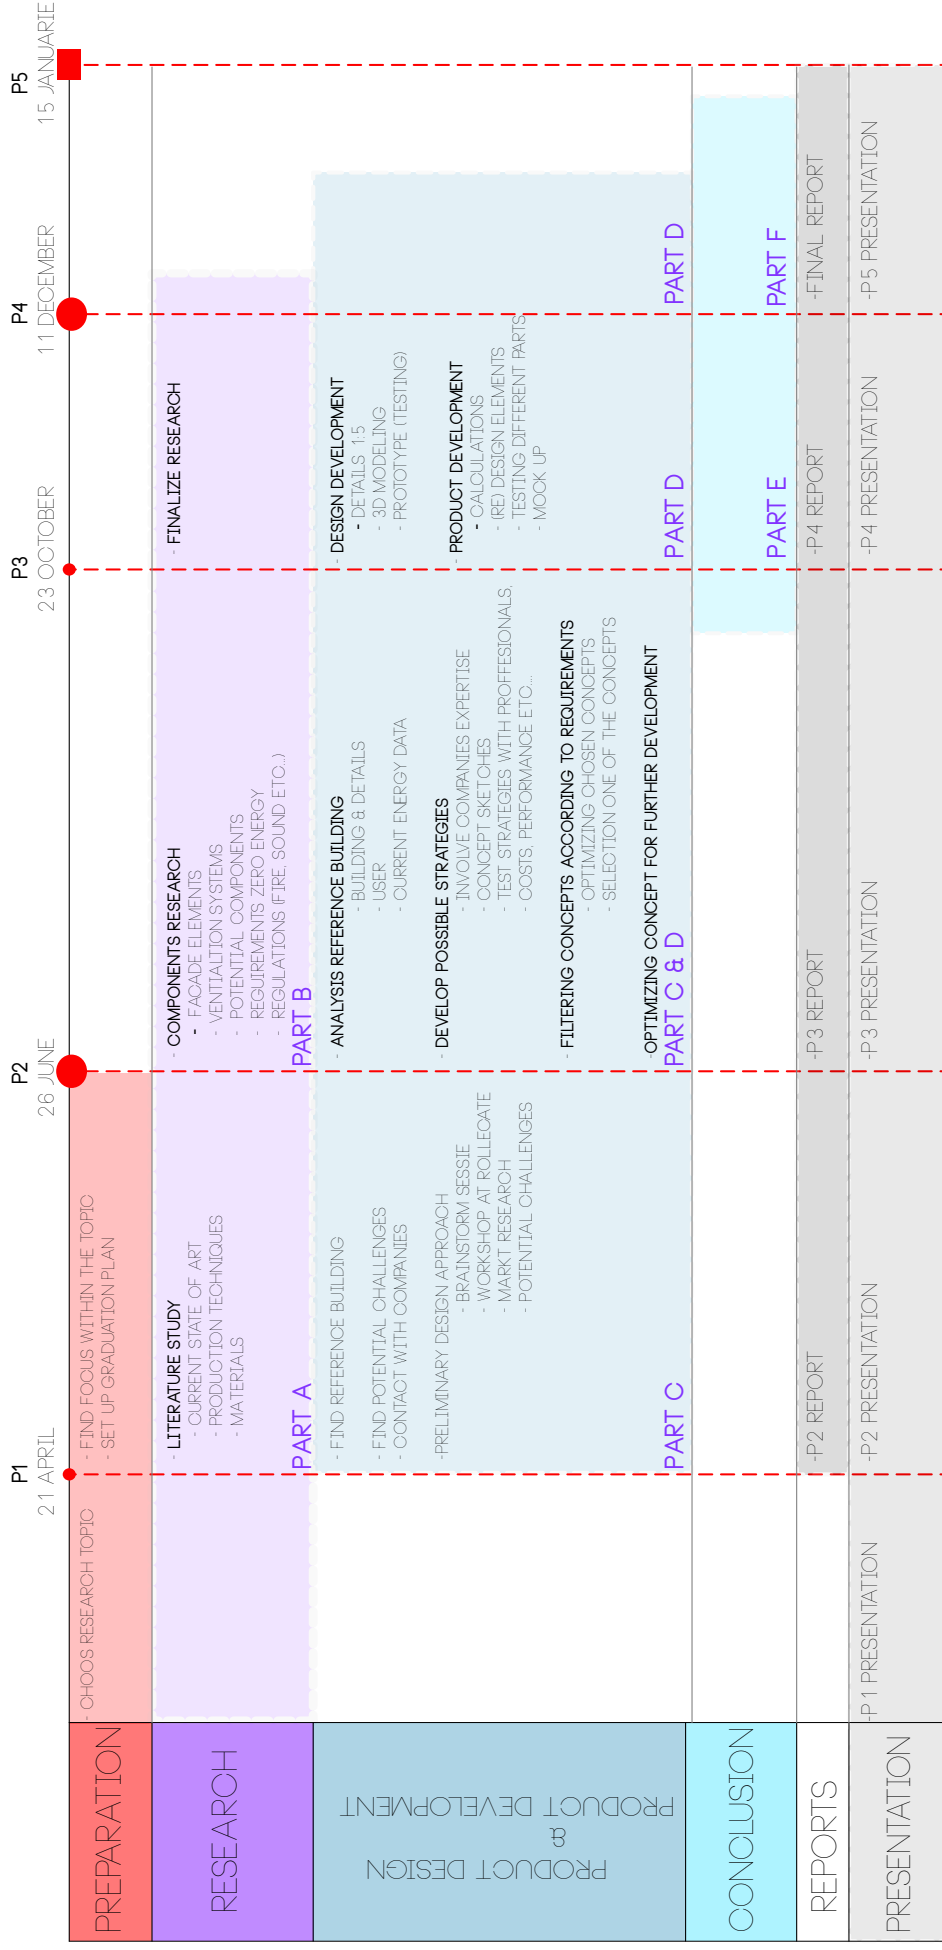 P1
21 APRIL
P2
26 JUNE
P3
23 OCTOBER
P4
11 DECEMBER
P5
15 JANUARIE
PREPARATION
- CHOOS RESEARCH TOPIC
- FIND FOCUS WITHIN THE TOPIC
- SET UP GRADUATION PLAN
RESEARCH
- LITERATURE STUDY
- CURRENT STATE OF ART
- PRODUCTION TECHNIQUES
- MATERIALS
PART A
- COMPONENTS RESEARCH
- FACADE ELEMENTS
- VENTIALTION SYSTEMS
- POTENTIAL COMPONENTS
- REQUIREMENTS ZERO ENERGY
- REGULATIONS (FIRE, SOUND ETC..)
PART B
- FINALIZE RESEARCH
PRODUCT DESIGN
&
PRODUCT DEVELOPMENT
- FIND REFERENCE BUILDING
- FIND POTENTIAL CHALLENGES
- CONTACT WITH COMPANIES
-PRELIMINARY DESIGN APPROACH
- BRAINSTORM SESSIE
- WORKSHOP AT ROLLECATE
- MARKT RESEARCH
- POTENTIAL CHALLENGES
PART C
- ANALYSIS REFERENCE BUILDING
- BUILDING & DETAILS
- USER
- CURRENT ENERGY DATA
- DEVELOP POSSIBLE STRATEGIES
- INVOLVE COMPANIES EXPERTISE
- CONCEPT SKETCHES
- TEST STRATEGIES WITH PROFFESIONALS,
- COSTS, PERFORMANCE ETC....
- FILTERING CONCEPTS ACCORDING TO REQUIREMENTS
- OPTIMIZING CHOSEN CONCEPTS
- SELECTION ONE OF THE CONCEPTS
-OPTIMIZING CONCEPT FOR FURTHER DEVELOPMENT
PART C & D
- DESIGN DEVELOPMENT
- DETAILS 1:5
- 3D MODELING
- PROTOTYPE (TESTING)
- PRODUCT DEVELOPMENT
- CALCULATIONS
- (RE) DESIGN ELEMENTS
- TESTING DIFFERENT PARTS
- MOCK UP
PART D
PART D
CONCLUSION
PART E
PART F
REPORTS
-P2 REPORT
-P3 REPORT
-P4 REPORT
-FINAL REPORT
PRESENTATION
-P1 PRESENTATION
-P2 PRESENTATION
-P3 PRESENTATION
-P4 PRESENTATION
-P5 PRESENTATION